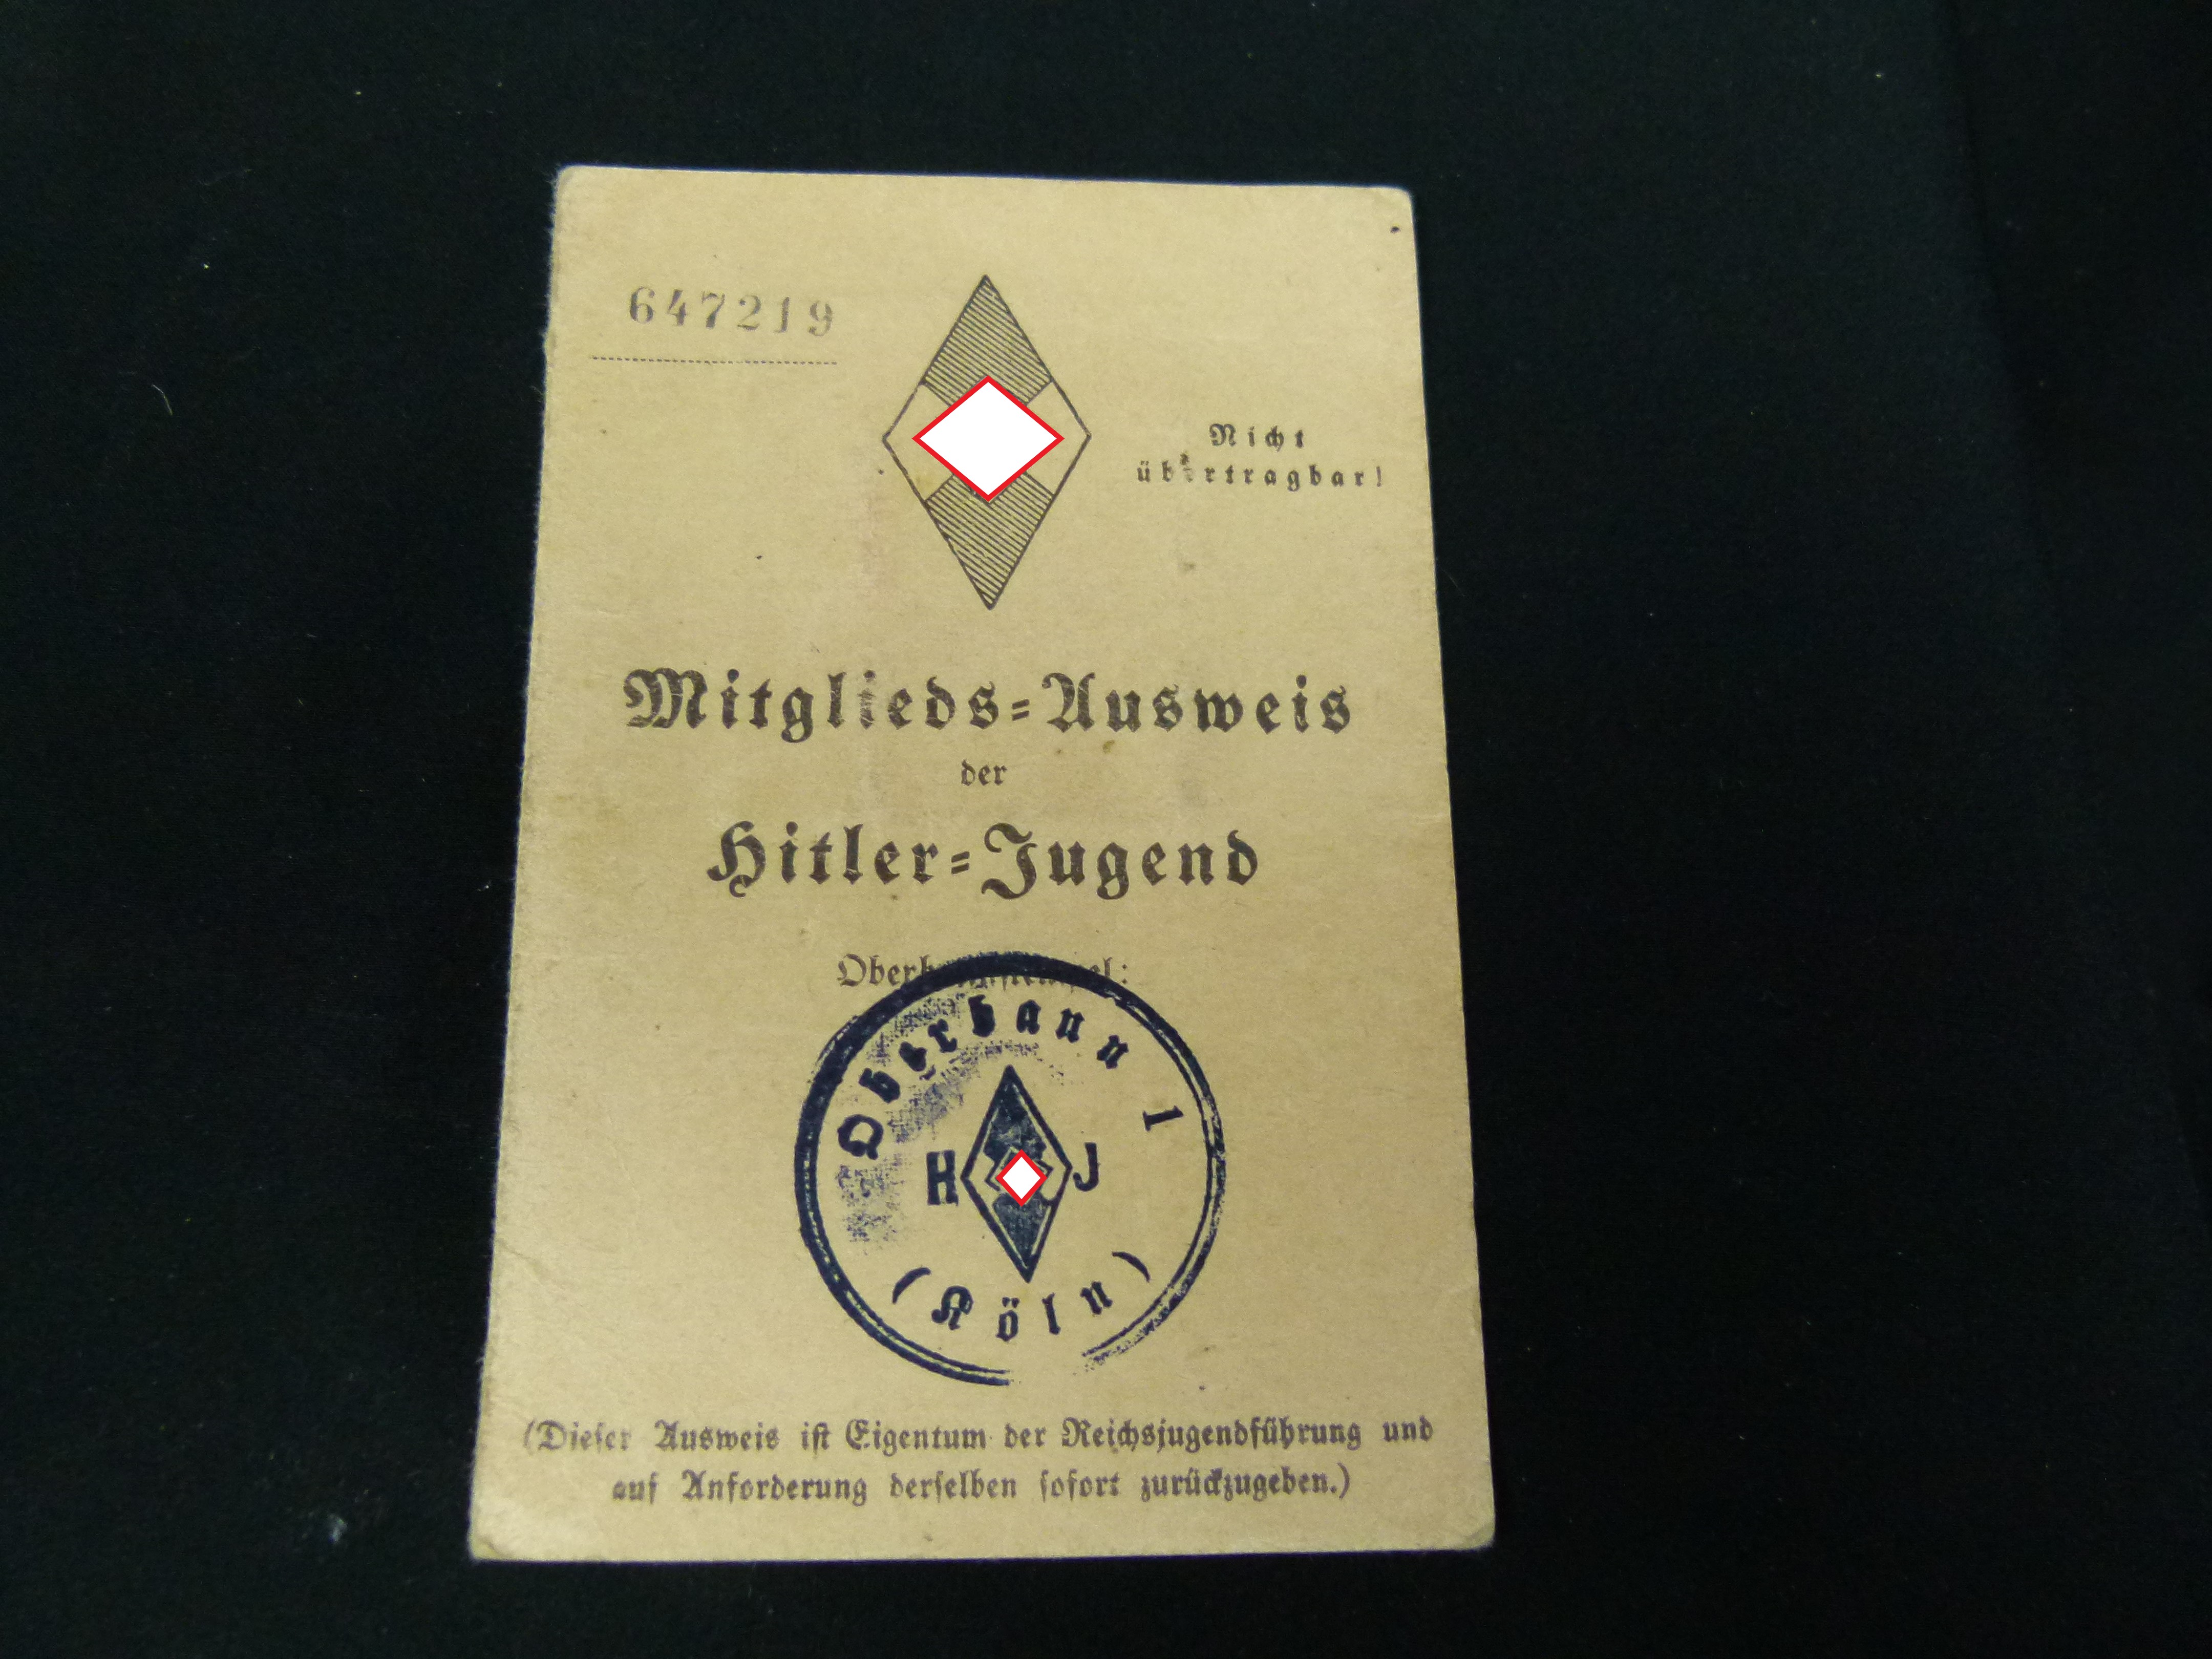 647219
Nicht
übertragbar!
Mitglieds=Ausweis
der
Hitler=Jugend
Oberbann 1
H J
(Köln)
(Dieser Ausweis ist Eigentum der Reichsjugendführung und
auf Anforderung derselben sofort zurückzugeben.)